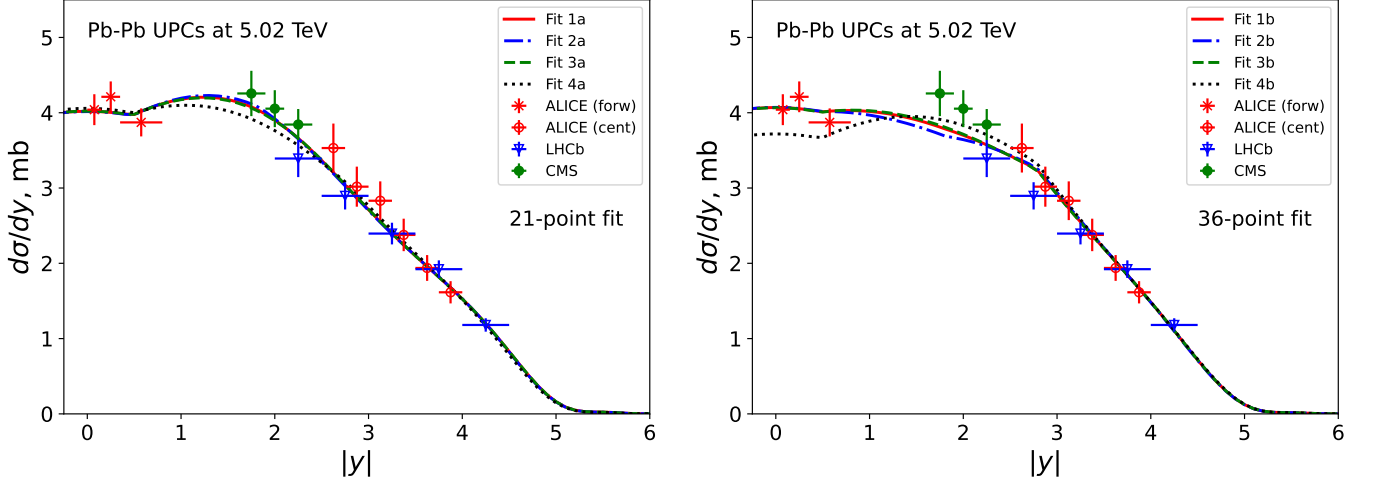 Pb-Pb UPCs at 5.02 TeV
Fit 1a
Fit 2a
Fit 3a
Fit 4a
ALICE (forw)
ALICE (cent)
LHCb
CMS
21-point fit
dσ/dy, mb
5
4
3
2
1
0
0 1 2 3 4 5 6
|y|
Pb-Pb UPCs at 5.02 TeV
Fit 1b
Fit 2b
Fit 3b
Fit 4b
ALICE (forw)
ALICE (cent)
LHCb
CMS
36-point fit
dσ/dy, mb
5
4
3
2
1
0
0 1 2 3 4 5 6
|y|